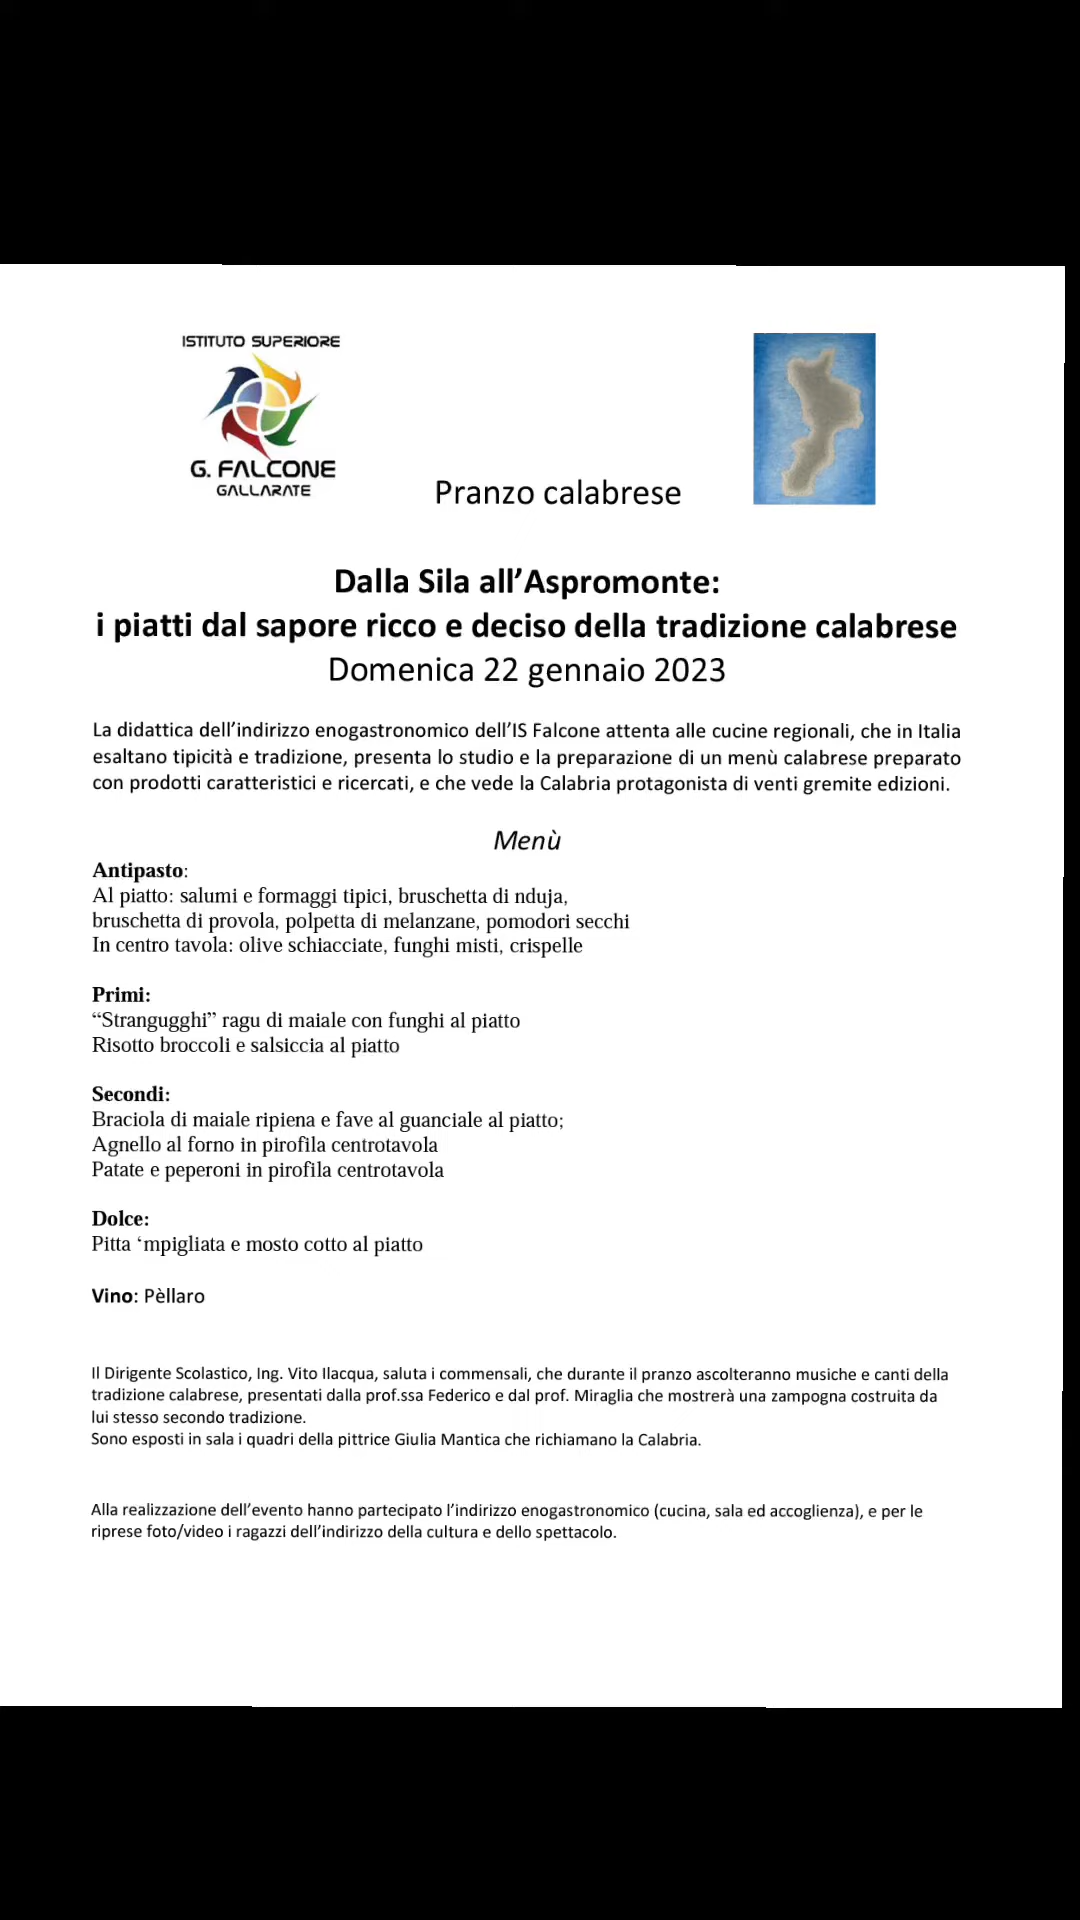 ISTITUTO SUPERIORE
G. FALCONE
GALLARATE
Pranzo calabrese
Dalla Sila all’Aspromonte:
i piatti dal sapore ricco e deciso della tradizione calabrese
Domenica 22 gennaio 2023
La didattica dell’indirizzo enogastronomico dell’IS Falcone attenta alle cucine regionali, che in Italia
esaltano tipicità e tradizione, presenta lo studio e la preparazione di un menù calabrese preparato
con prodotti caratteristici e ricercati, e che vede la Calabria protagonista di venti gremite edizioni.
Menù
Antipasto:
Al piatto: salumi e formaggi tipici, bruschetta di nduja,
bruschetta di provola, polpetta di melanzane, pomodori secchi
In centro tavola: olive schiacciate, funghi misti, crispelle
Primi:
“Strangugghi” ragu di maiale con funghi al piatto
Risotto broccoli e salsiccia al piatto
Secondi:
Braciola di maiale ripiena e fave al guanciale al piatto;
Agnello al forno in pirofila centrotavola
Patate e peperoni in pirofila centrotavola
Dolce:
Pitta ‘mpigliata e mosto cotto al piatto
Vino: Pèllaro
Il Dirigente Scolastico, Ing. Vito Ilacqua, saluta i commensali, che durante il pranzo ascolteranno musiche e canti della
tradizione calabrese, presentati dalla prof.ssa Federico e dal prof. Miraglia che mostrerà una zampogna costruita da
lui stesso secondo tradizione.
Sono esposti in sala i quadri della pittrice Giulia Mantica che richiamano la Calabria.
Alla realizzazione dell’evento hanno partecipato l’indirizzo enogastronomico (cucina, sala ed accoglienza), e per le
riprese foto/video i ragazzi dell’indirizzo della cultura e dello spettacolo.